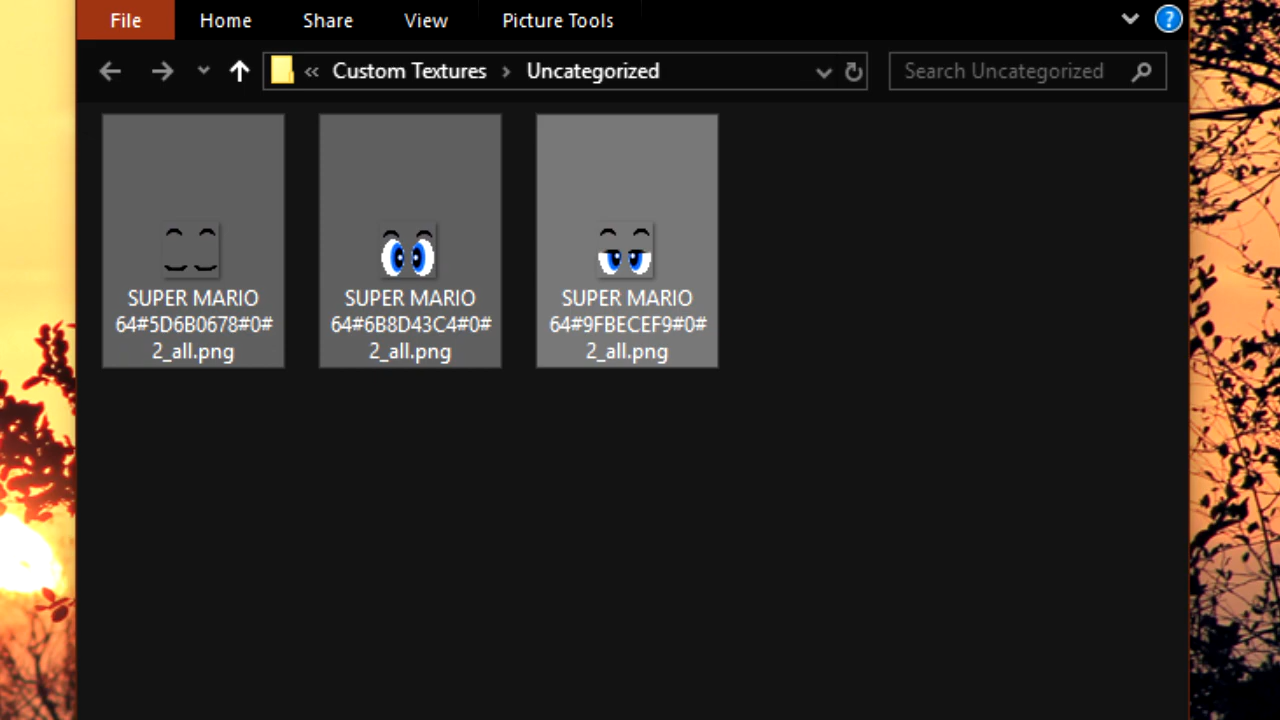 File Home Share View Picture Tools
« Custom Textures › Uncategorized Search Uncategorized
SUPER MARIO
64#5D6B0678#0#
2_all.png
SUPER MARIO
64#6B8D43C4#0#
2_all.png
SUPER MARIO
64#9FBECEF9#0#
2_all.png